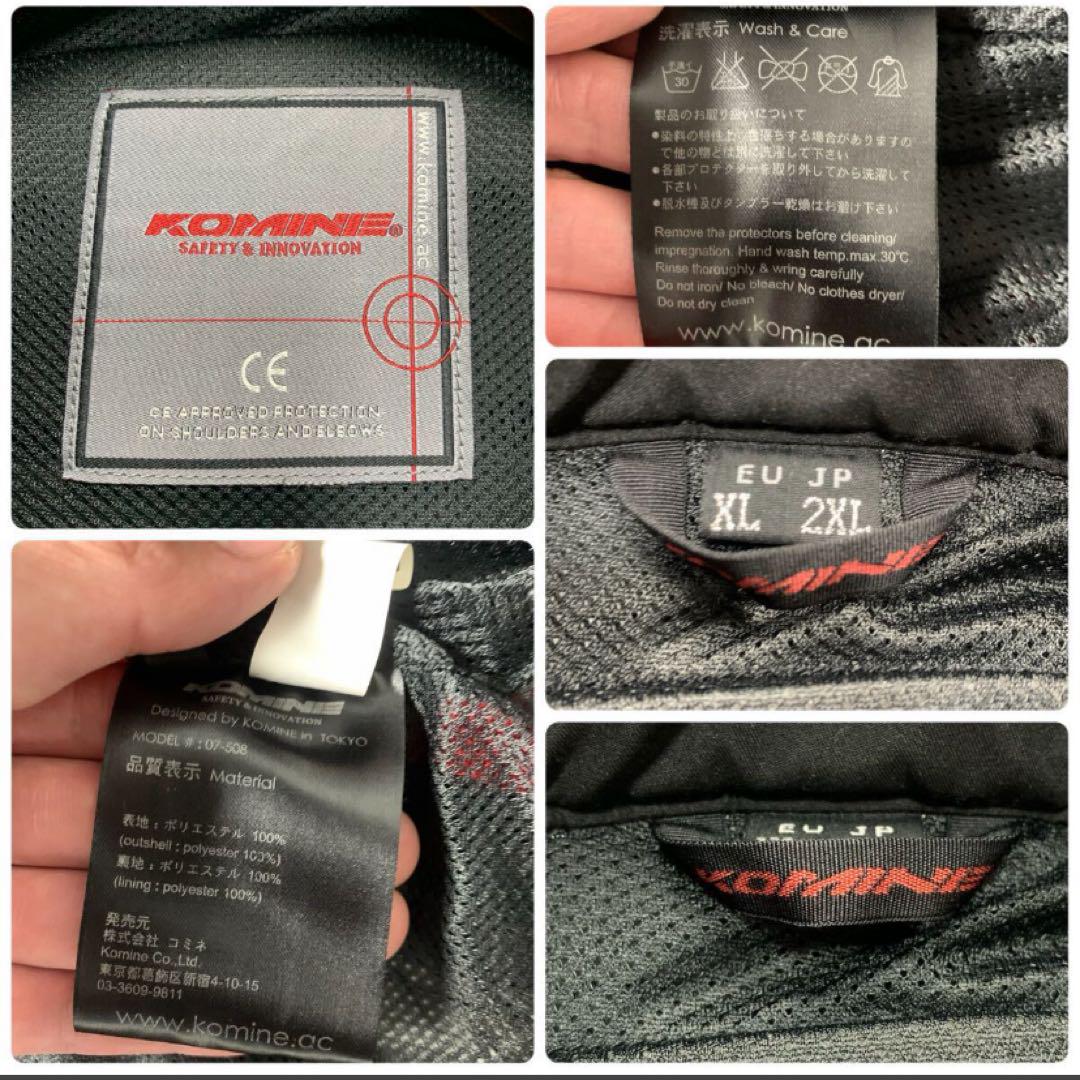 KOMINE®
SAFETY & INNOVATION
www.komine.ac
CE
CE APPROVED PROTECTION
ON SHOULDERS AND ELBOWS
& INNOVATION
洗濯表示 Wash & Care
手洗イ
30
製品のお取り扱いについて
●染料の特性上、色落ちする場合がありますの
で他の物とは別に洗濯して下さい
●各部プロテクターを取り外してから洗濯して
下さい
●脱水機及びタンブラー乾燥はお避け下さい
Remove the protectors before cleaning/
impregnation. Hand wash temp.max.30℃
Rinse thoroughly & wring carefully
Do not iron/ No bleach/ No clothes dryer/
Do not dry clean
www.komine.ac
EU JP
XL 2XL
KOMINE
KOMINE
SAFETY & INNOVATION
Designed by KOMINE in TOKYO
MODEL # : 07-508
品質表示 Material
表地 : ポリエステル 100%
(outshell : polyester 100%)
裏地 : ポリエステル 100%
(lining : polyester 100%)
発売元
株式会社 コミネ
Komine Co.,Ltd.
東京都葛飾区新宿4-10-15
03-3609-9811
www.komine.ac
EU JP
KOMINE